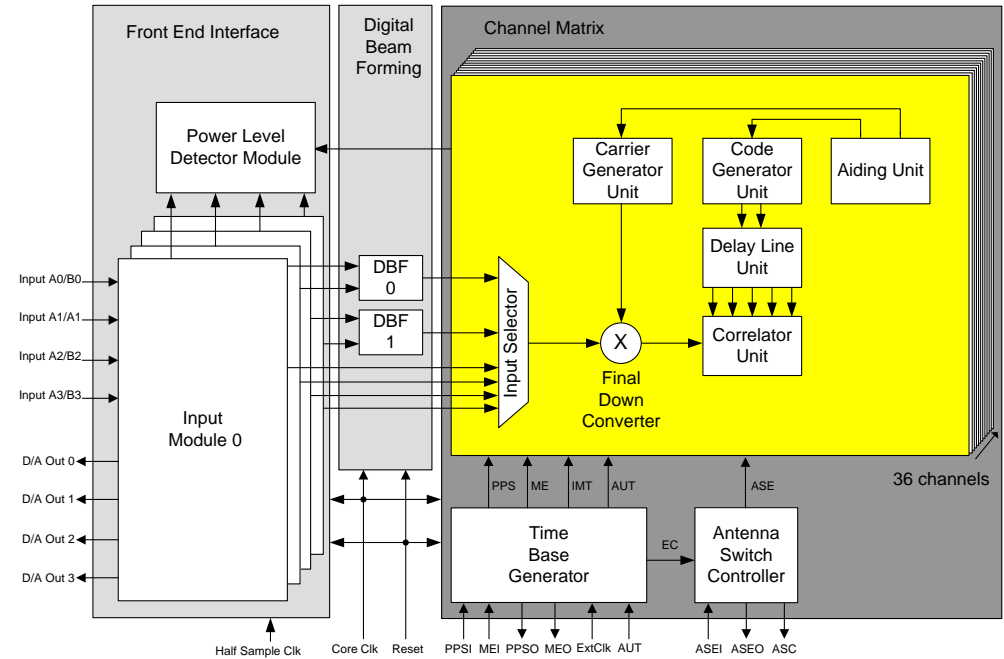 Front End Interface
Digital
Beam
Forming
Channel Matrix
Power Level
Detector Module
Carrier
Generator
Unit
Code
Generator
Unit
Aiding Unit
Delay Line
Unit
Input A0/B0
Input A1/A1
Input A2/B2
Input A3/B3
DBF
0
DBF
1
Input Selector
X
Correlator
Unit
Final
Down
Converter
Input
Module 0
D/A Out 0
D/A Out 1
D/A Out 2
D/A Out 3
36 channels
PPS
ME
IMT
AUT
ASE
Time
Base
Generator
EC
Antenna
Switch
Controller
Half Sample Clk
Core Clk
Reset
PPSI
MEI
PPSO
MEO
ExtClk
AUT
ASEI
ASEO
ASC